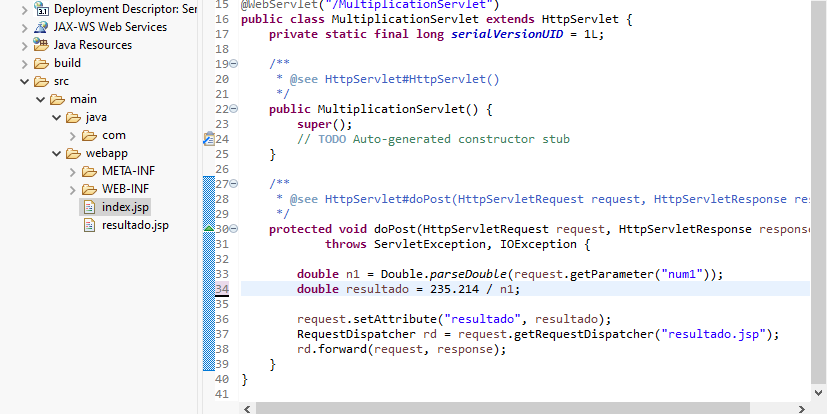 Deployment Descriptor: Ser
JAX-WS Web Services
Java Resources
build
src
main
java
com
webapp
META-INF
WEB-INF
index.jsp
resultado.jsp
15 @WebServlet("/MultiplicationServlet")
16 public class MultiplicationServlet extends HttpServlet {
17     private static final long serialVersionUID = 1L;
18
19     /**
20      * @see HttpServlet#HttpServlet()
21      */
22     public MultiplicationServlet() {
23         super();
24         // TODO Auto-generated constructor stub
25     }
26
27     /**
28      * @see HttpServlet#doPost(HttpServletRequest request, HttpServletResponse res
29      */
30     protected void doPost(HttpServletRequest request, HttpServletResponse response
31             throws ServletException, IOException {
32
33         double n1 = Double.parseDouble(request.getParameter("num1"));
34         double resultado = 235.214 / n1;
35
36         request.setAttribute("resultado", resultado);
37         RequestDispatcher rd = request.getRequestDispatcher("resultado.jsp");
38         rd.forward(request, response);
39     }
40 }
41